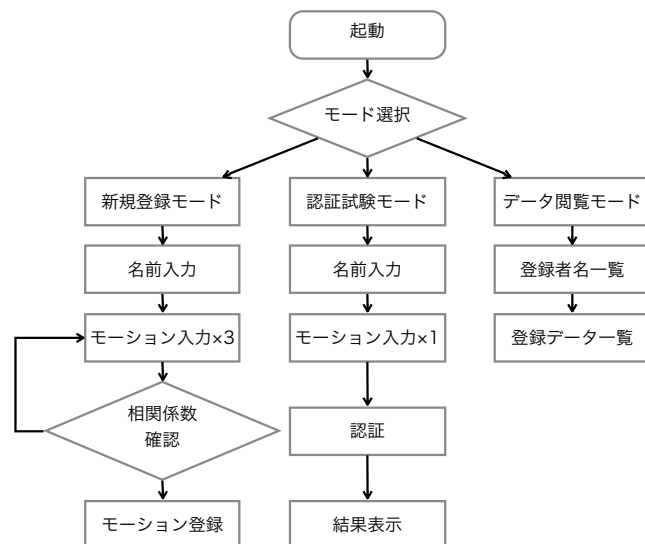 起動
モード選択
新規登録モード
認証試験モード
データ閲覧モード
名前入力
名前入力
登録者名一覧
モーション入力×3
モーション入力×1
登録データ一覧
相関係数
確認
認証
モーション登録
結果表示